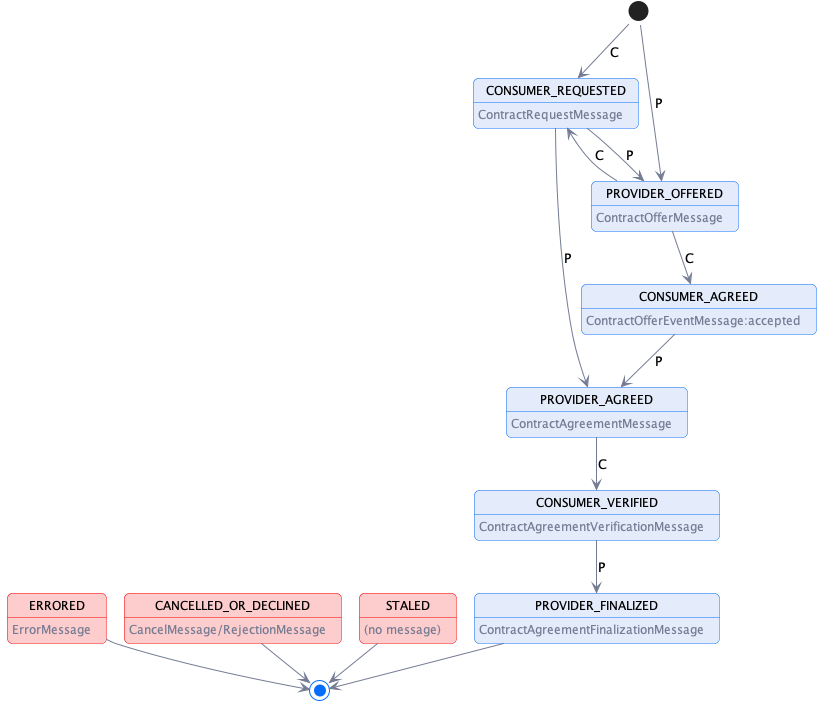 C
P
CONSUMER_REQUESTED
ContractRequestMessage
C
P
PROVIDER_OFFERED
ContractOfferMessage
P
C
CONSUMER_AGREED
ContractOfferEventMessage:accepted
P
PROVIDER_AGREED
ContractAgreementMessage
C
CONSUMER_VERIFIED
ContractAgreementVerificationMessage
P
ERRORED
ErrorMessage
CANCELLED_OR_DECLINED
CancelMessage/RejectionMessage
STALED
(no message)
PROVIDER_FINALIZED
ContractAgreementFinalizationMessage